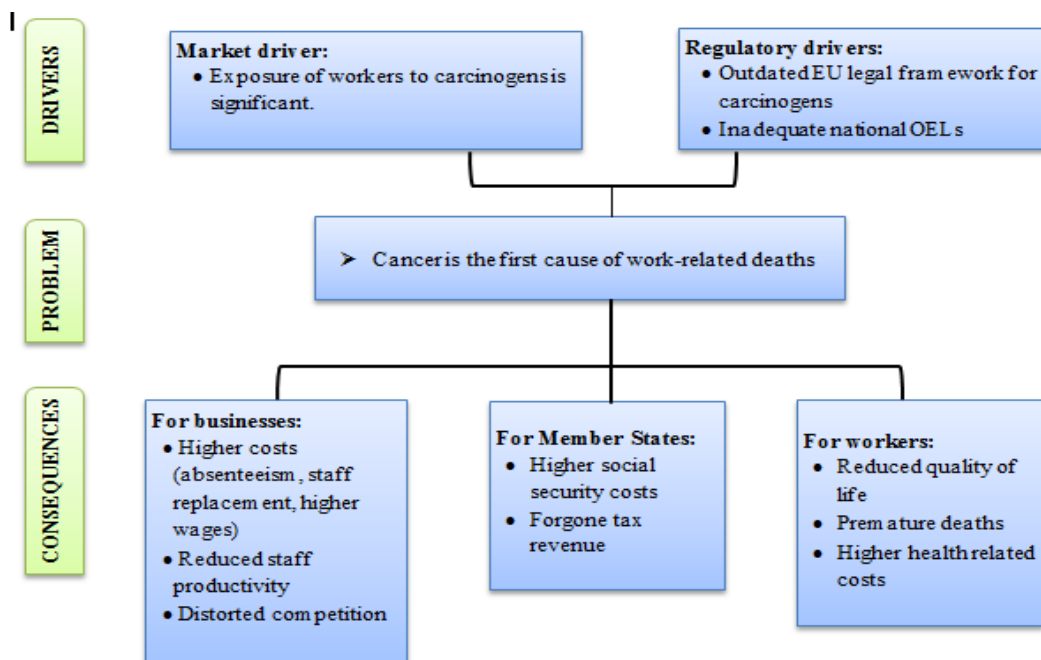 I
DRIVERS
Market driver:
• Exposure of workers to carcinogens is
significant.
Regulatory drivers:
• Outdated EU legal framework for
carcinogens
• Inadequate national OELs
PROBLEM
➤ Cancer is the first cause of work-related deaths
CONSEQUENCES
For businesses:
• Higher costs
(absenteeism, staff
replacement, higher
wages)
• Reduced staff
productivity
• Distorted competition
For Member States:
• Higher social
security costs
• Forgone tax
revenue
For workers:
• Reduced quality of
life
• Premature deaths
• Higher health related
costs